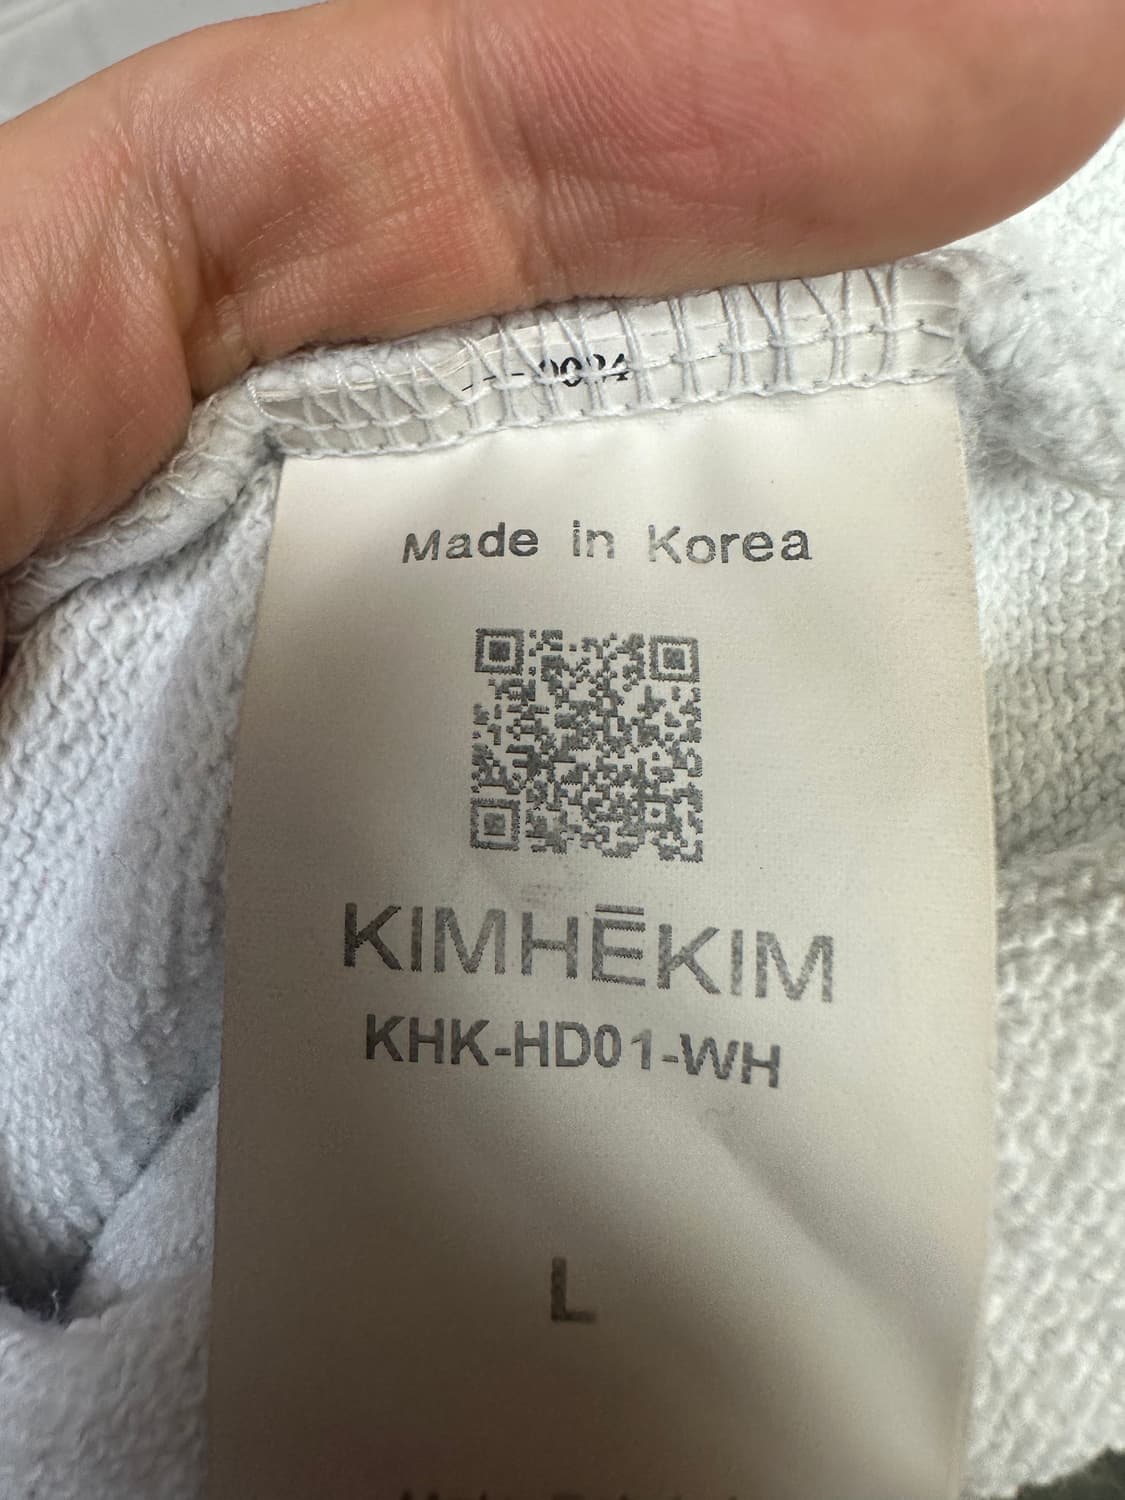 Made in Korea
KIMHĒKIM
KHK-HD01-WH
L